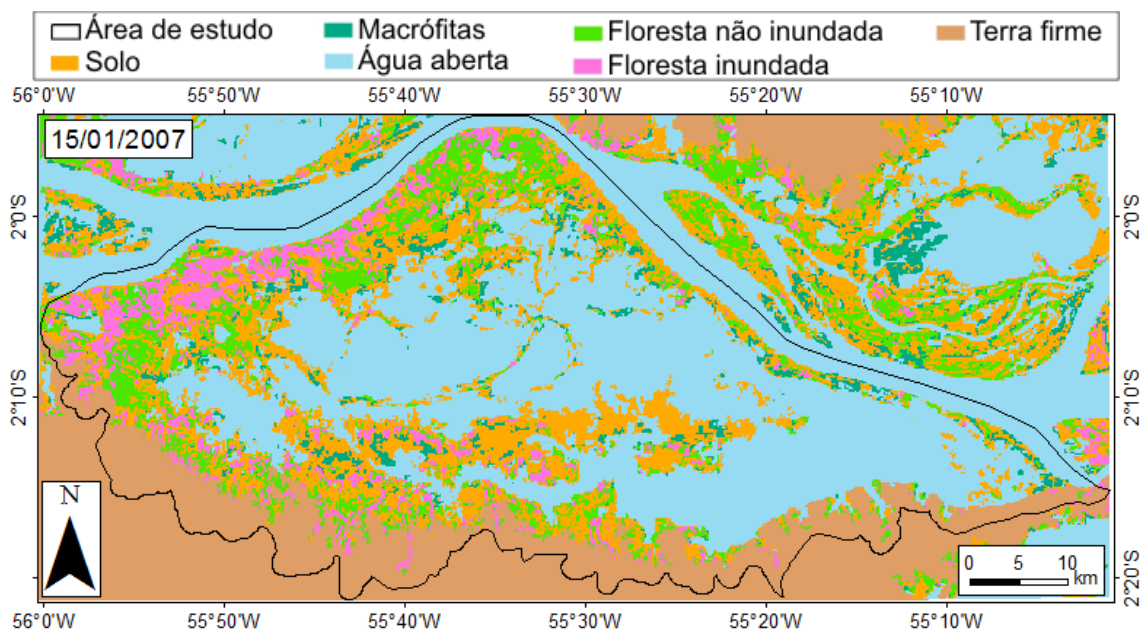 Área de estudo Macrófitas Floresta não inundada Terra firme
Solo Água aberta Floresta inundada
56°0'W 55°50'W 55°40'W 55°30'W 55°20'W 55°10'W
15/01/2007
2°0'S 2°0'S
2°10'S 2°10'S
2°20'S 2°20'S
N
0 5 10
km
56°0'W 55°50'W 55°40'W 55°30'W 55°20'W 55°10'W